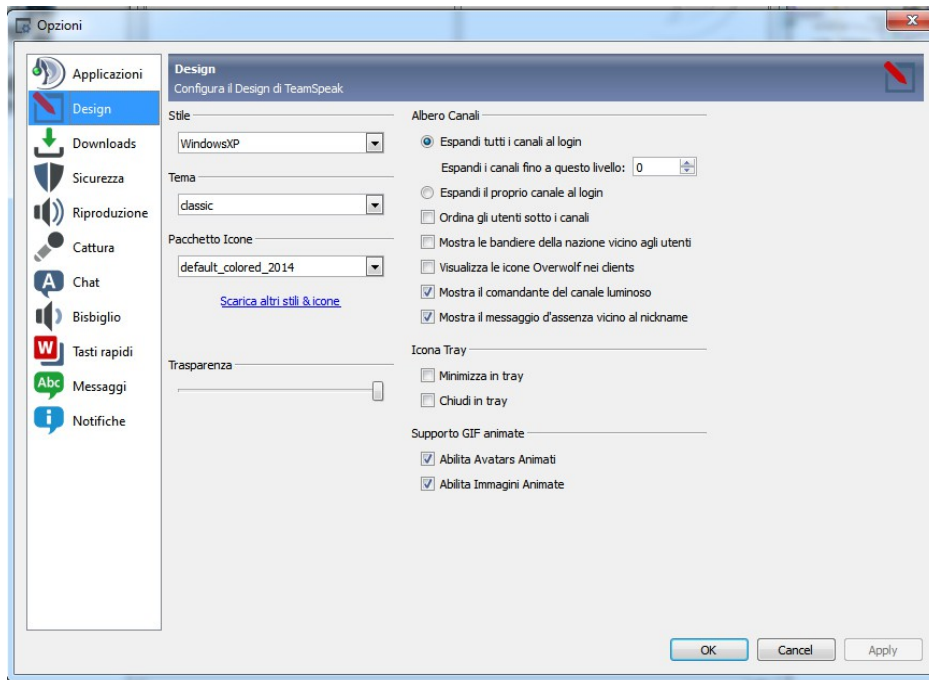 Opzioni
Applicazioni
Design
Downloads
Sicurezza
Riproduzione
Cattura
A
Chat
Bisbiglio
W
Tasti rapidi
Abc
Messaggi
Notifiche
Design
Configura il Design di TeamSpeak
Stile
WindowsXP
Tema
classic
Pacchetto Icone
default_colored_2014
Scarica altri stili & icone
Trasparenza
Albero Canali
Espandi tutti i canali al login
Espandi i canali fino a questo livello: 0
Espandi il proprio canale al login
Ordina gli utenti sotto i canali
Mostra le bandiere della nazione vicino agli utenti
Visualizza le icone Overwolf nei clients
Mostra il comandante del canale luminoso
Mostra il messaggio d'assenza vicino al nickname
Icona Tray
Minimizza in tray
Chiudi in tray
Supporto GIF animate
Abilita Avatars Animati
Abilita Immagini Animate
OK
Cancel
Apply